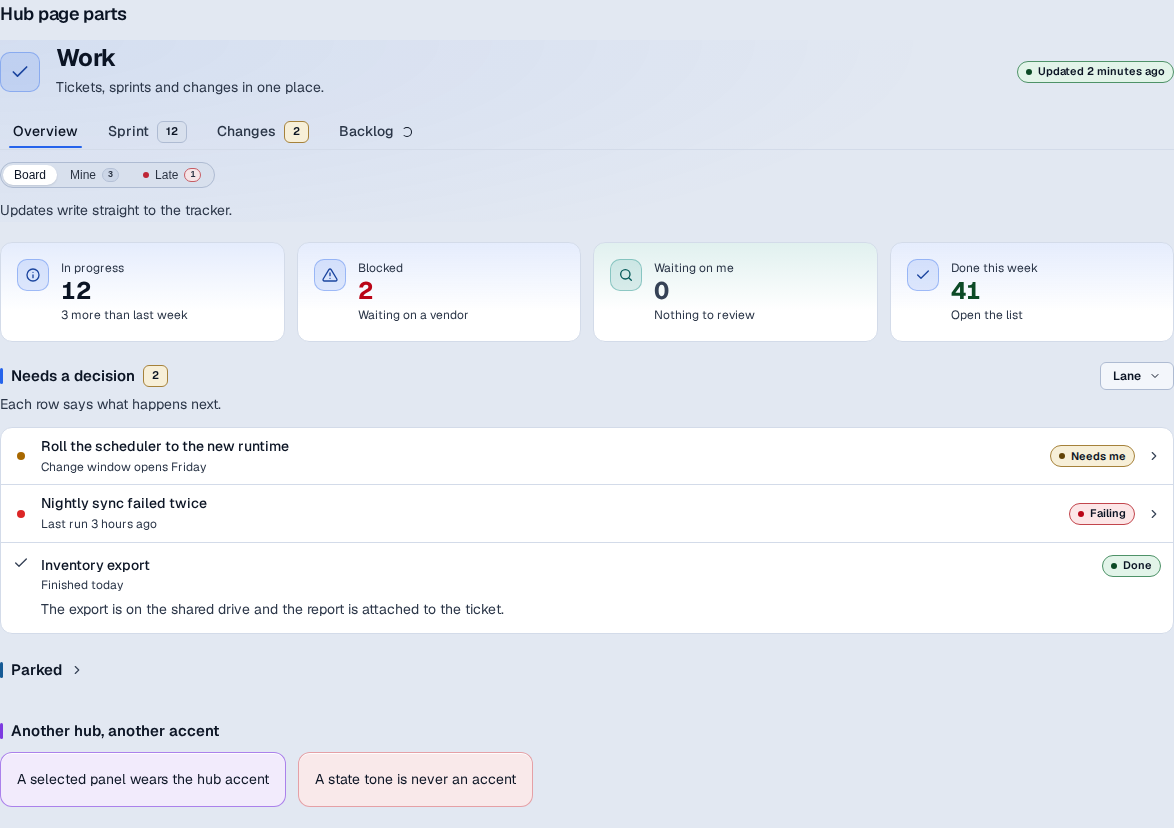 Hub page parts
Work
Tickets, sprints and changes in one place.
Updated 2 minutes ago
Overview
Sprint 12
Changes 2
Backlog
Board
Mine 3
Late 1
Updates write straight to the tracker.
In progress
12
3 more than last week
Blocked
2
Waiting on a vendor
Waiting on me
0
Nothing to review
Done this week
41
Open the list
Needs a decision 2
Lane
Each row says what happens next.
Roll the scheduler to the new runtime
Change window opens Friday
Needs me
Nightly sync failed twice
Last run 3 hours ago
Failing
Inventory export
Finished today
Done
The export is on the shared drive and the report is attached to the ticket.
Parked
Another hub, another accent
A selected panel wears the hub accent
A state tone is never an accent